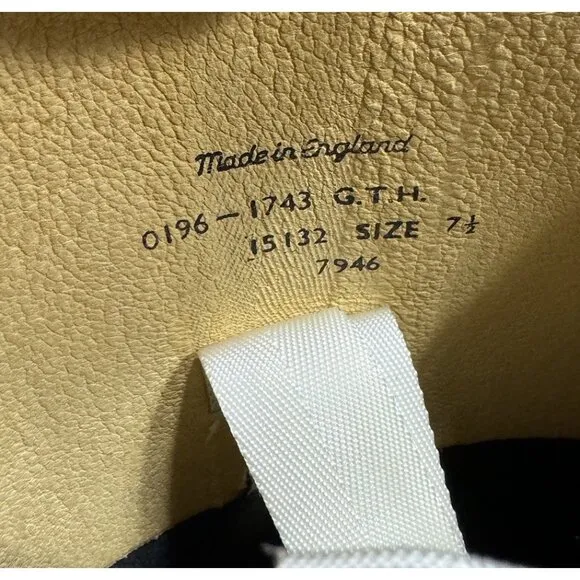 Made in England
0196-1743 G.T.H.
15132 SIZE 7½
7946